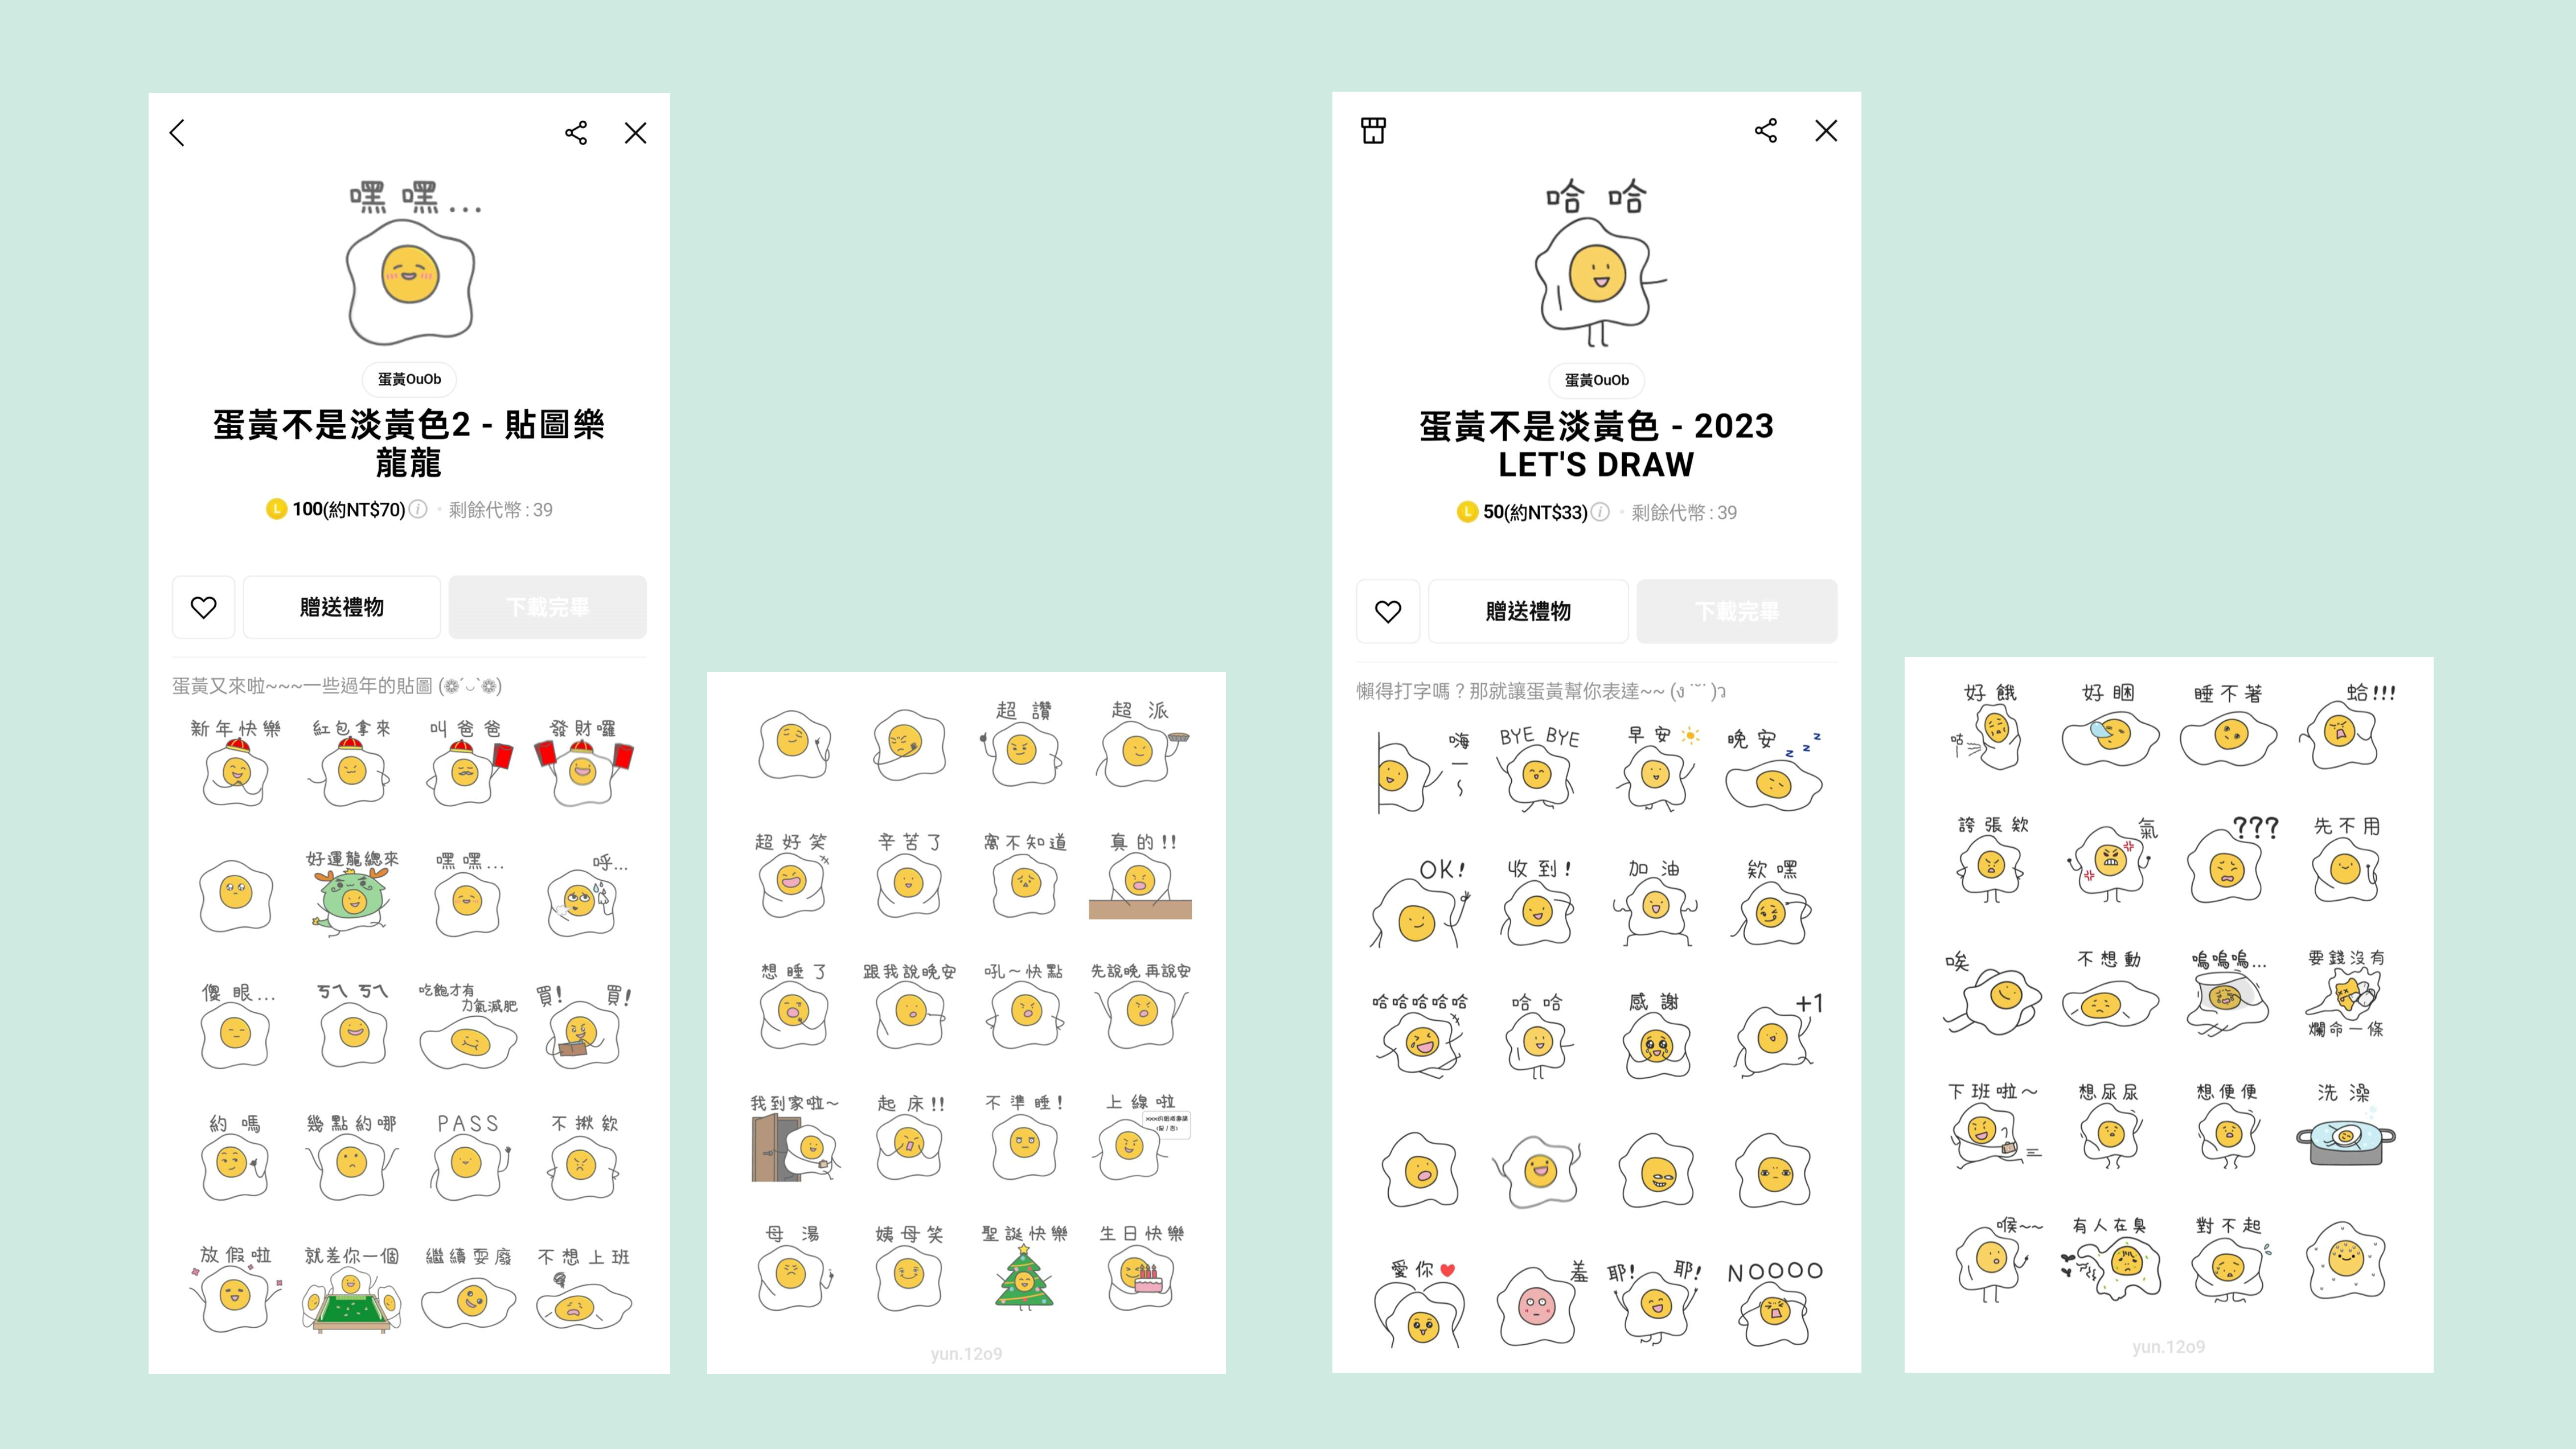 嘿嘿...
蛋黃OuOb
蛋黃不是淡黃色2 - 貼圖樂
龍龍
L 100(約NT$70) i • 剩餘代幣 : 39
贈送禮物
下載完畢
蛋黃又來啦~~~一些過年的貼圖 (❁´◡`❁)
新年快樂
紅包拿來
叫爸爸
發財囉
好運龍總來
嘿嘿...
呼...
傻眼...
ㄎㄟ ㄎㄟ
吃飽才有
力氣減肥
買! 買!
約嗎
幾點約哪
PASS
不揪欸
放假啦
就差你一個
繼續耍廢
不想上班
超讚
超派
超好笑
辛苦了
窩不知道
真的!!
想睡了
跟我說晚安
吼~快點
先說晚再說安
我到家啦~
起床!!
不準睡!
上線啦
母湯
姨母笑
聖誕快樂
生日快樂
yun.12o9
哈哈
蛋黃OuOb
蛋黃不是淡黃色 - 2023
LET'S DRAW
L 50(約NT$33) i • 剩餘代幣 : 39
贈送禮物
下載完畢
懶得打字嗎？那就讓蛋黃幫你表達~~ (ง ˙˘˙ )ว
嗨一~
BYE BYE
早安
晚安 z z z
OK!
收到!
加油
欸嘿
哈哈哈哈哈
哈哈
感謝
+1
愛你
羞
耶! 耶!
NOOOO
好餓
咕
好睏
睡不著
蛤!!!
誇張欸
氣
???
先不用
唉
不想動
嗚嗚嗚...
要錢沒有
爛命一條
下班啦~
想尿尿
想便便
洗澡
喉~~
有人在臭
對不起
yun.12o9